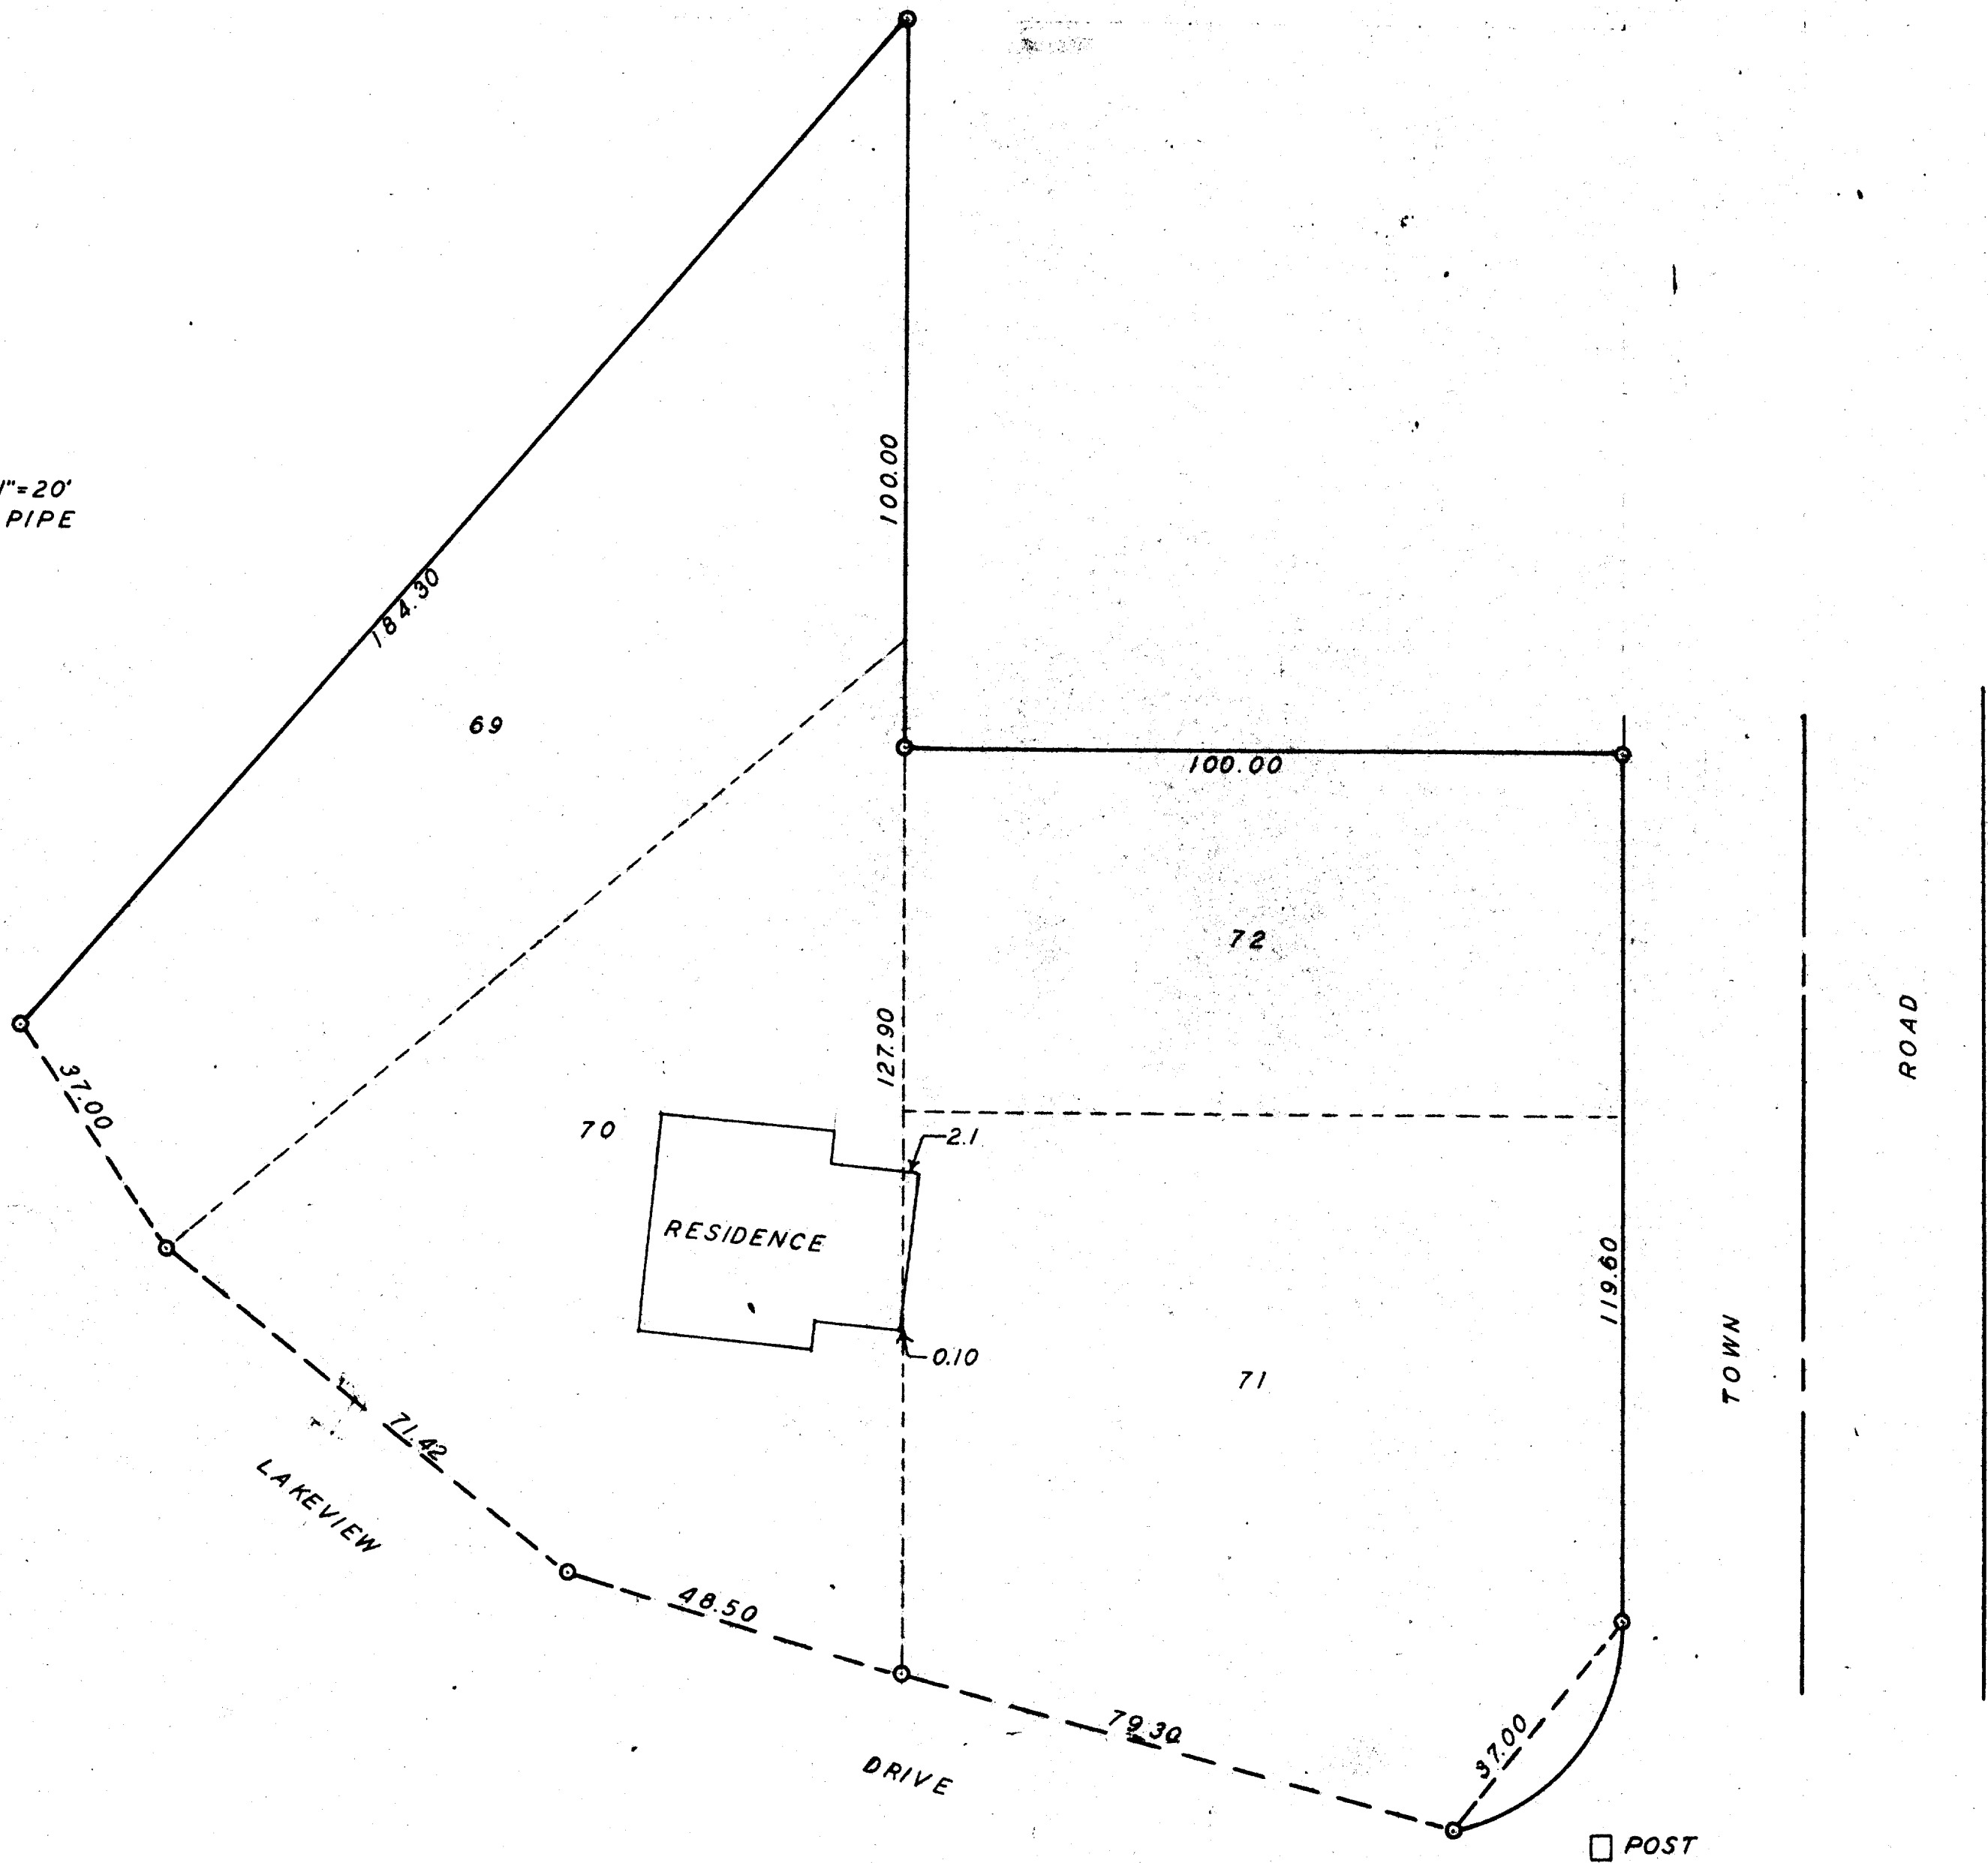 1"=20'
PIPE
100.00
184.30
69
100.00
72
127.90
ROAD
37.00
70
2.1
RESIDENCE
119.60
0.10
TOWN
71
71.42
LAKEVIEW
48.50
79.30
37.00
DRIVE
POST